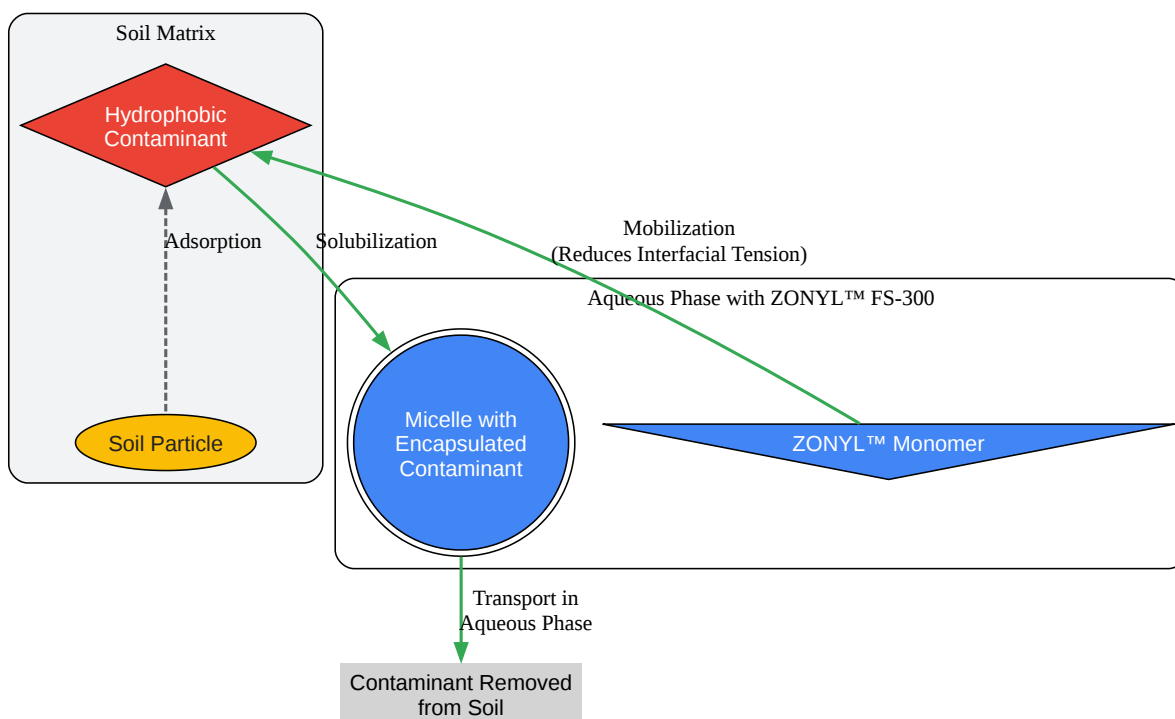 Soil Matrix
Hydrophobic
Contaminant
Adsorption
Solubilization
Mobilization
(Reduces Interfacial Tension)
Aqueous Phase with ZONYL™ FS-300
Soil Particle
Micelle with
Encapsulated
Contaminant
ZONYL™ Monomer
Transport in
Aqueous Phase
Contaminant Removed
from Soil